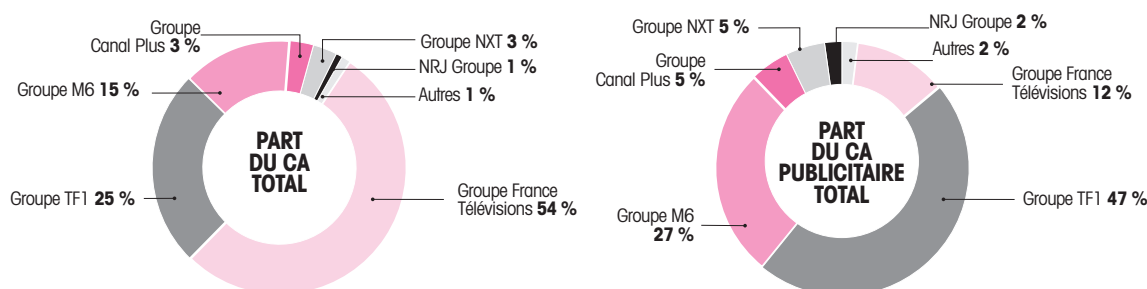 Groupe
Canal Plus 3 %
Groupe NXT 3 %
NRJ Groupe 1 %
Autres 1 %
Groupe M6 15 %
PART
DU CA
TOTAL
Groupe TF1 25 %
Groupe France
Télévisions 54 %
Groupe NXT 5 %
NRJ Groupe 2 %
Autres 2 %
Groupe
Canal Plus 5 %
Groupe France
Télévisions 12 %
PART
DU CA
PUBLICITAIRE
TOTAL
Groupe TF1 47 %
Groupe M6
27 %